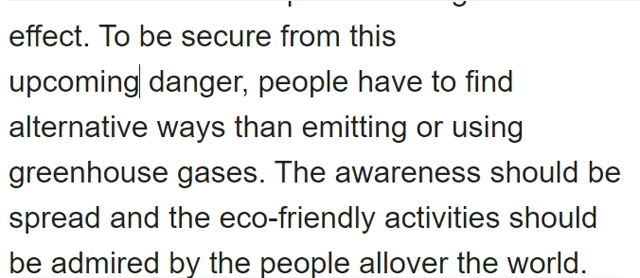 effect. To be secure from this
upcoming danger, people have to find
alternative ways than emitting or using
greenhouse gases. The awareness should be
spread and the eco-friendly activities should
be admired by the people allover the world.